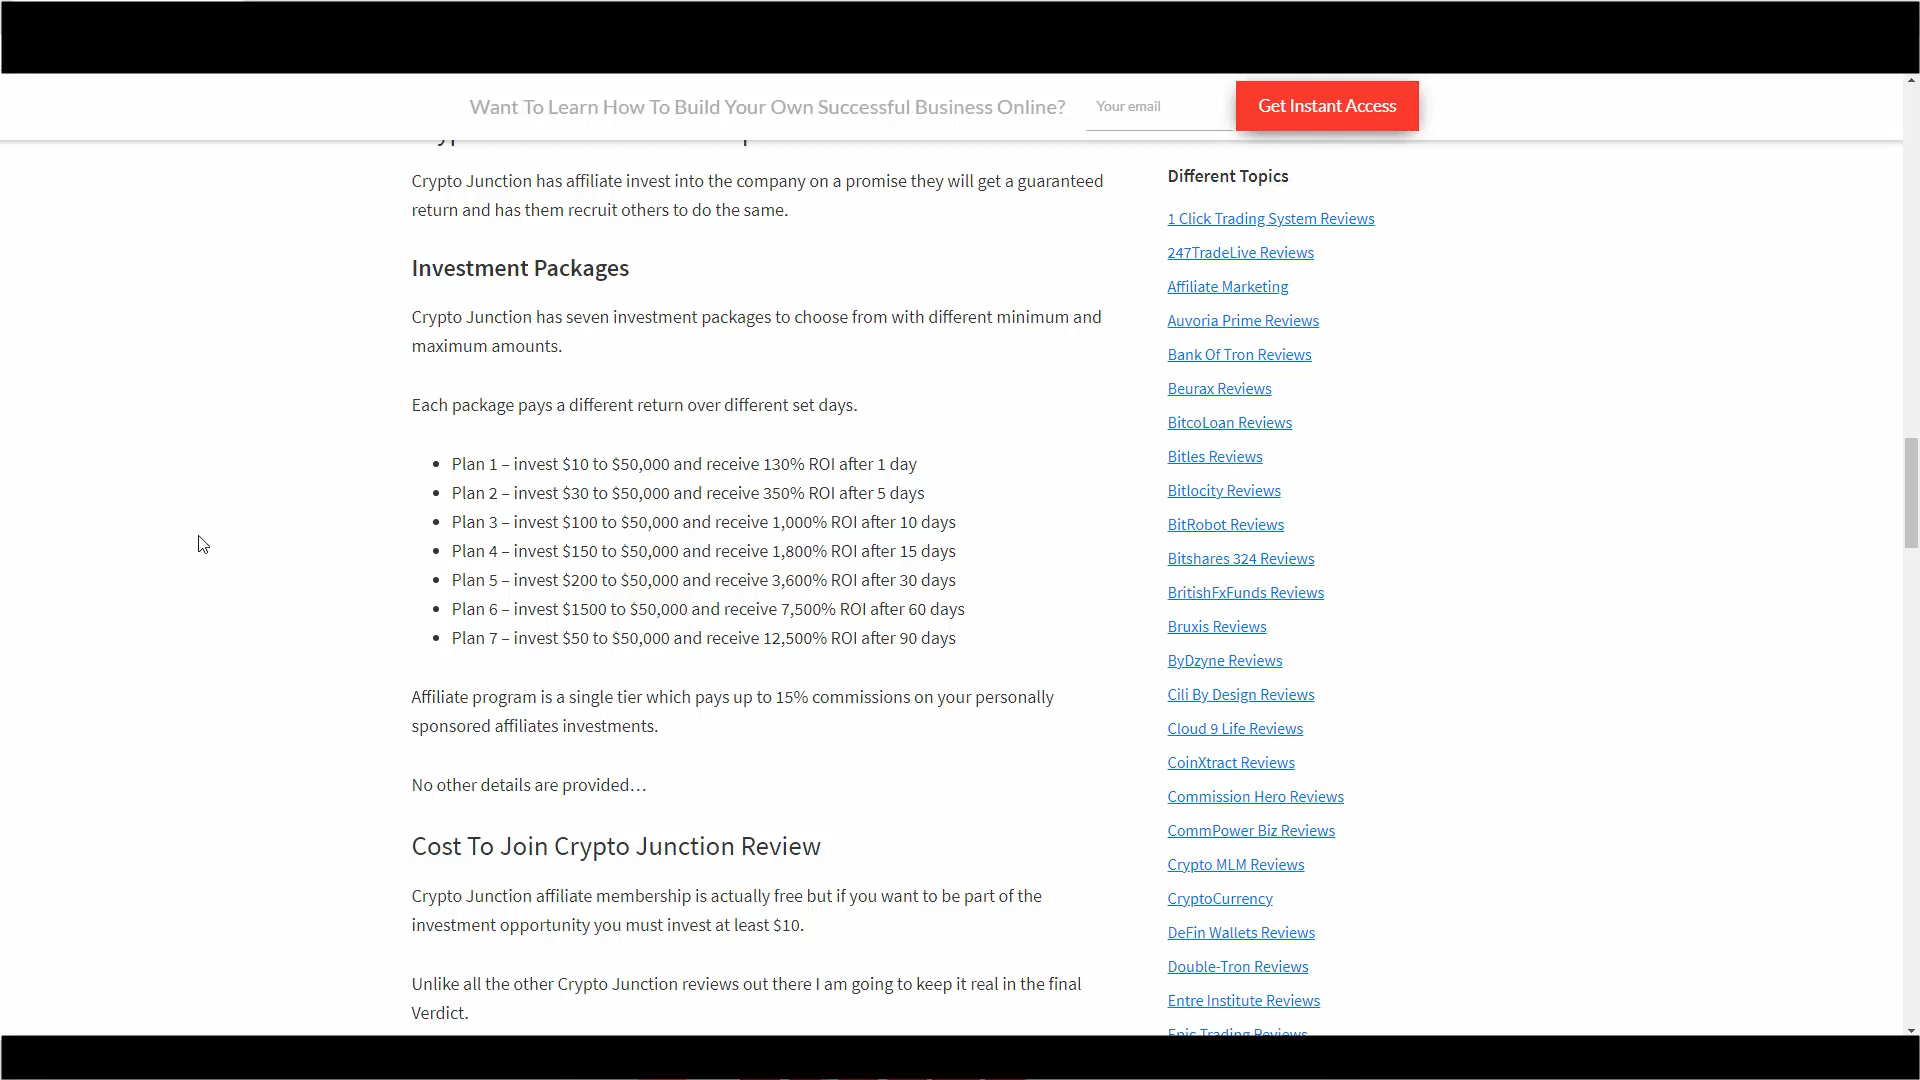 Want To Learn How To Build Your Own Successful Business Online?
Your email
Get Instant Access
Crypto Junction has affiliate invest into the company on a promise they will get a guaranteed
return and has them recruit others to do the same.
Investment Packages
Crypto Junction has seven investment packages to choose from with different minimum and
maximum amounts.
Each package pays a different return over different set days.
• Plan 1 – invest $10 to $50,000 and receive 130% ROI after 1 day
• Plan 2 – invest $30 to $50,000 and receive 350% ROI after 5 days
• Plan 3 – invest $100 to $50,000 and receive 1,000% ROI after 10 days
• Plan 4 – invest $150 to $50,000 and receive 1,800% ROI after 15 days
• Plan 5 – invest $200 to $50,000 and receive 3,600% ROI after 30 days
• Plan 6 – invest $1500 to $50,000 and receive 7,500% ROI after 60 days
• Plan 7 – invest $50 to $50,000 and receive 12,500% ROI after 90 days
Affiliate program is a single tier which pays up to 15% commissions on your personally
sponsored affiliates investments.
No other details are provided…
Cost To Join Crypto Junction Review
Crypto Junction affiliate membership is actually free but if you want to be part of the
investment opportunity you must invest at least $10.
Unlike all the other Crypto Junction reviews out there I am going to keep it real in the final
Verdict.
Different Topics
1 Click Trading System Reviews
247TradeLive Reviews
Affiliate Marketing
Auvoria Prime Reviews
Bank Of Tron Reviews
Beurax Reviews
BitcoLoan Reviews
Bitles Reviews
Bitlocity Reviews
BitRobot Reviews
Bitshares 324 Reviews
BritishFxFunds Reviews
Bruxis Reviews
ByDzyne Reviews
Cili By Design Reviews
Cloud 9 Life Reviews
CoinXtract Reviews
Commission Hero Reviews
CommPower Biz Reviews
Crypto MLM Reviews
CryptoCurrency
DeFin Wallets Reviews
Double-Tron Reviews
Entre Institute Reviews
Epic Trading Reviews